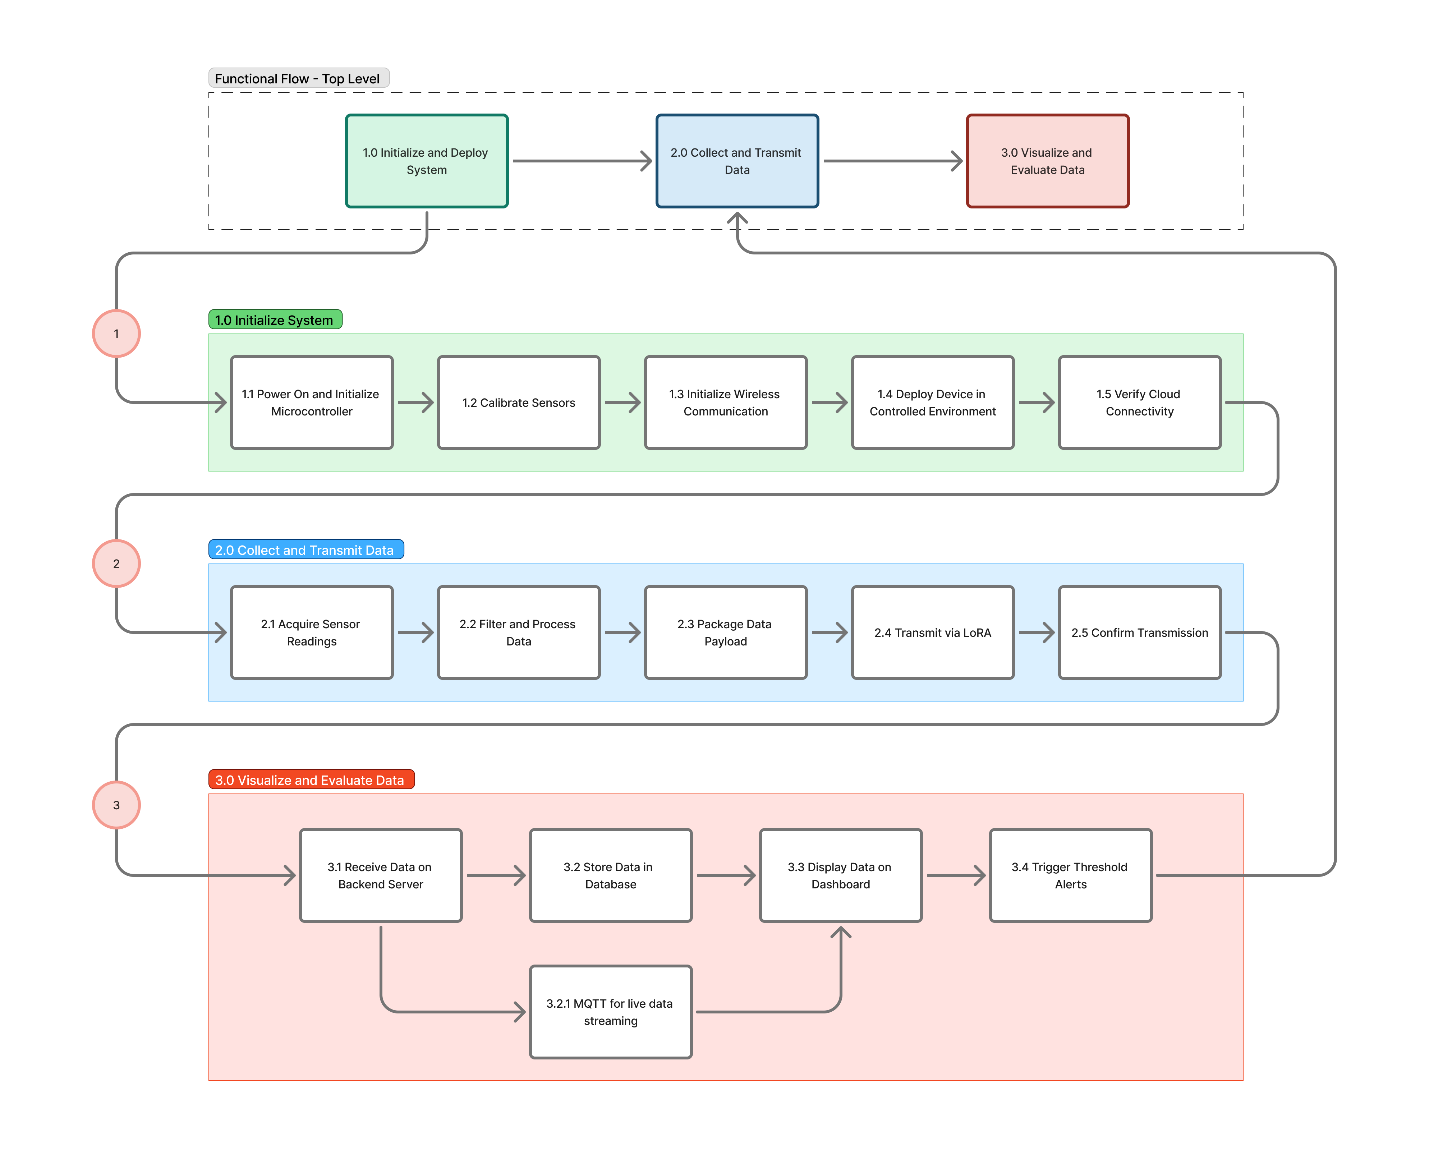 Functional Flow - Top Level
1.0 Initialize and Deploy
System
2.0 Collect and Transmit
Data
3.0 Visualize and
Evaluate Data
1
1.0 Initialize System
1.1 Power On and Initialize
Microcontroller
1.2 Calibrate Sensors
1.3 Initialize Wireless
Communication
1.4 Deploy Device in
Controlled Environment
1.5 Verify Cloud
Connectivity
2
2.0 Collect and Transmit Data
2.1 Acquire Sensor
Readings
2.2 Filter and Process
Data
2.3 Package Data
Payload
2.4 Transmit via LoRA
2.5 Confirm Transmission
3
3.0 Visualize and Evaluate Data
3.1 Receive Data on
Backend Server
3.2 Store Data in
Database
3.3 Display Data on
Dashboard
3.4 Trigger Threshold
Alerts
3.2.1 MQTT for live data
streaming